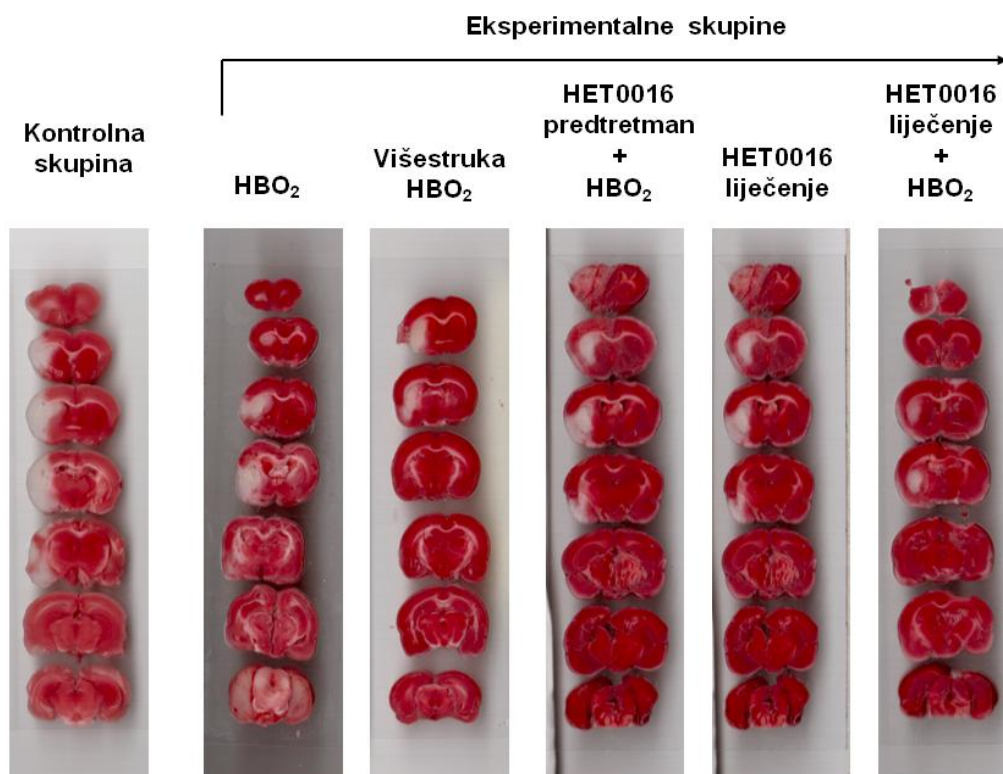 Eksperimentalne skupine
Kontrolna
skupina
HBO₂
Višestruka
HBO₂
HET0016
predtretman
+
HBO₂
HET0016
liječenje
HET0016
liječenje
+
HBO₂